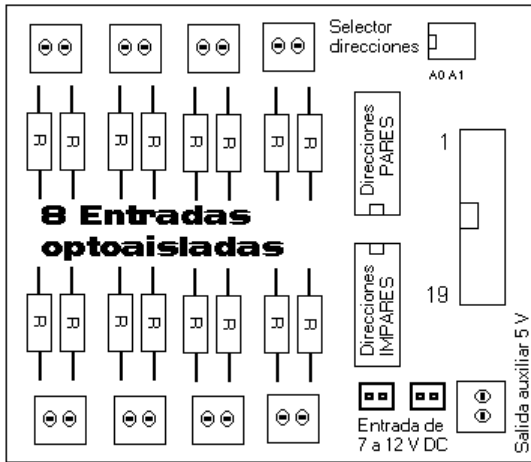 Selector
direcciones
A0 A1
R R R R R R R R
Direcciones
PARES
1
8 Entradas
optoaisladas
19
Direcciones
IMPARES
R R R R R R R R
Entrada de
7 a 12 V DC
Salida auxiliar 5 V